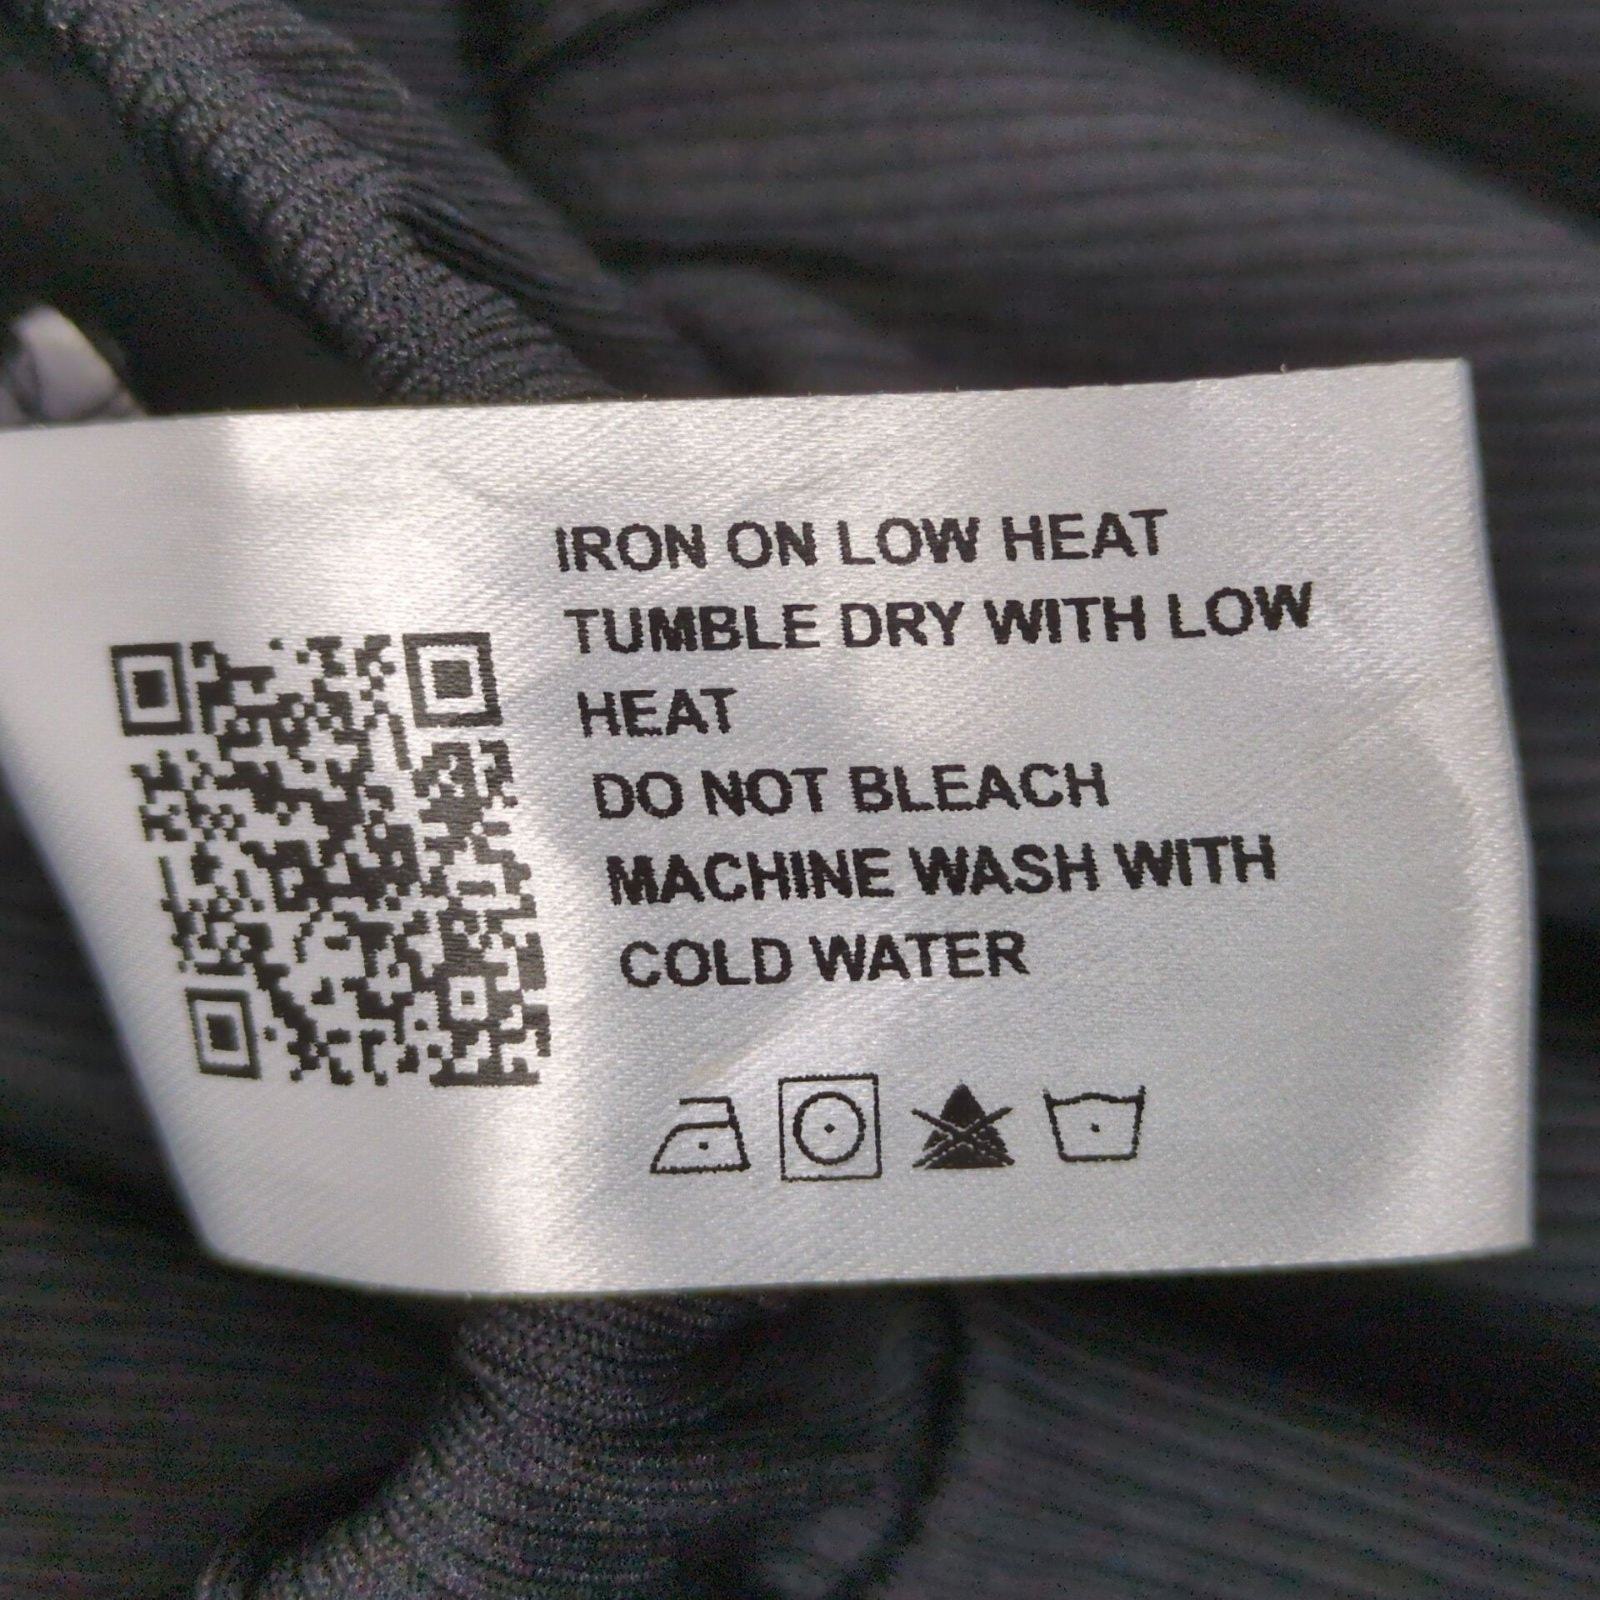 IRON ON LOW HEAT
TUMBLE DRY WITH LOW
HEAT
DO NOT BLEACH
MACHINE WASH WITH
COLD WATER